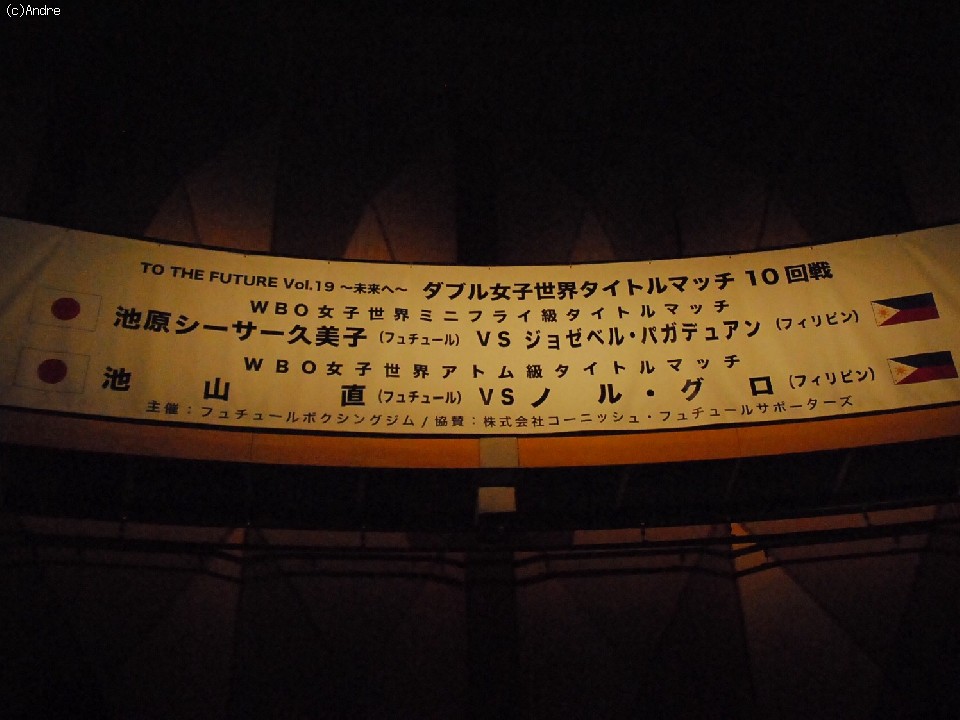 (c)Andre
TO THE FUTURE Vol.19 ～未来へ～ ダブル女子世界タイトルマッチ 10回戦
WBO女子世界ミニフライ級タイトルマッチ
池原シーサー久美子 (フュチュール) VS ジョゼベル・パガデュアン (フィリピン)
WBO女子世界アトム級タイトルマッチ
池山直 (フュチュール) VS ノル・グロ (フィリピン)
主催：フュチュールボクシングジム / 協賛：株式会社コーニッシュ・フュチュールサポーターズ